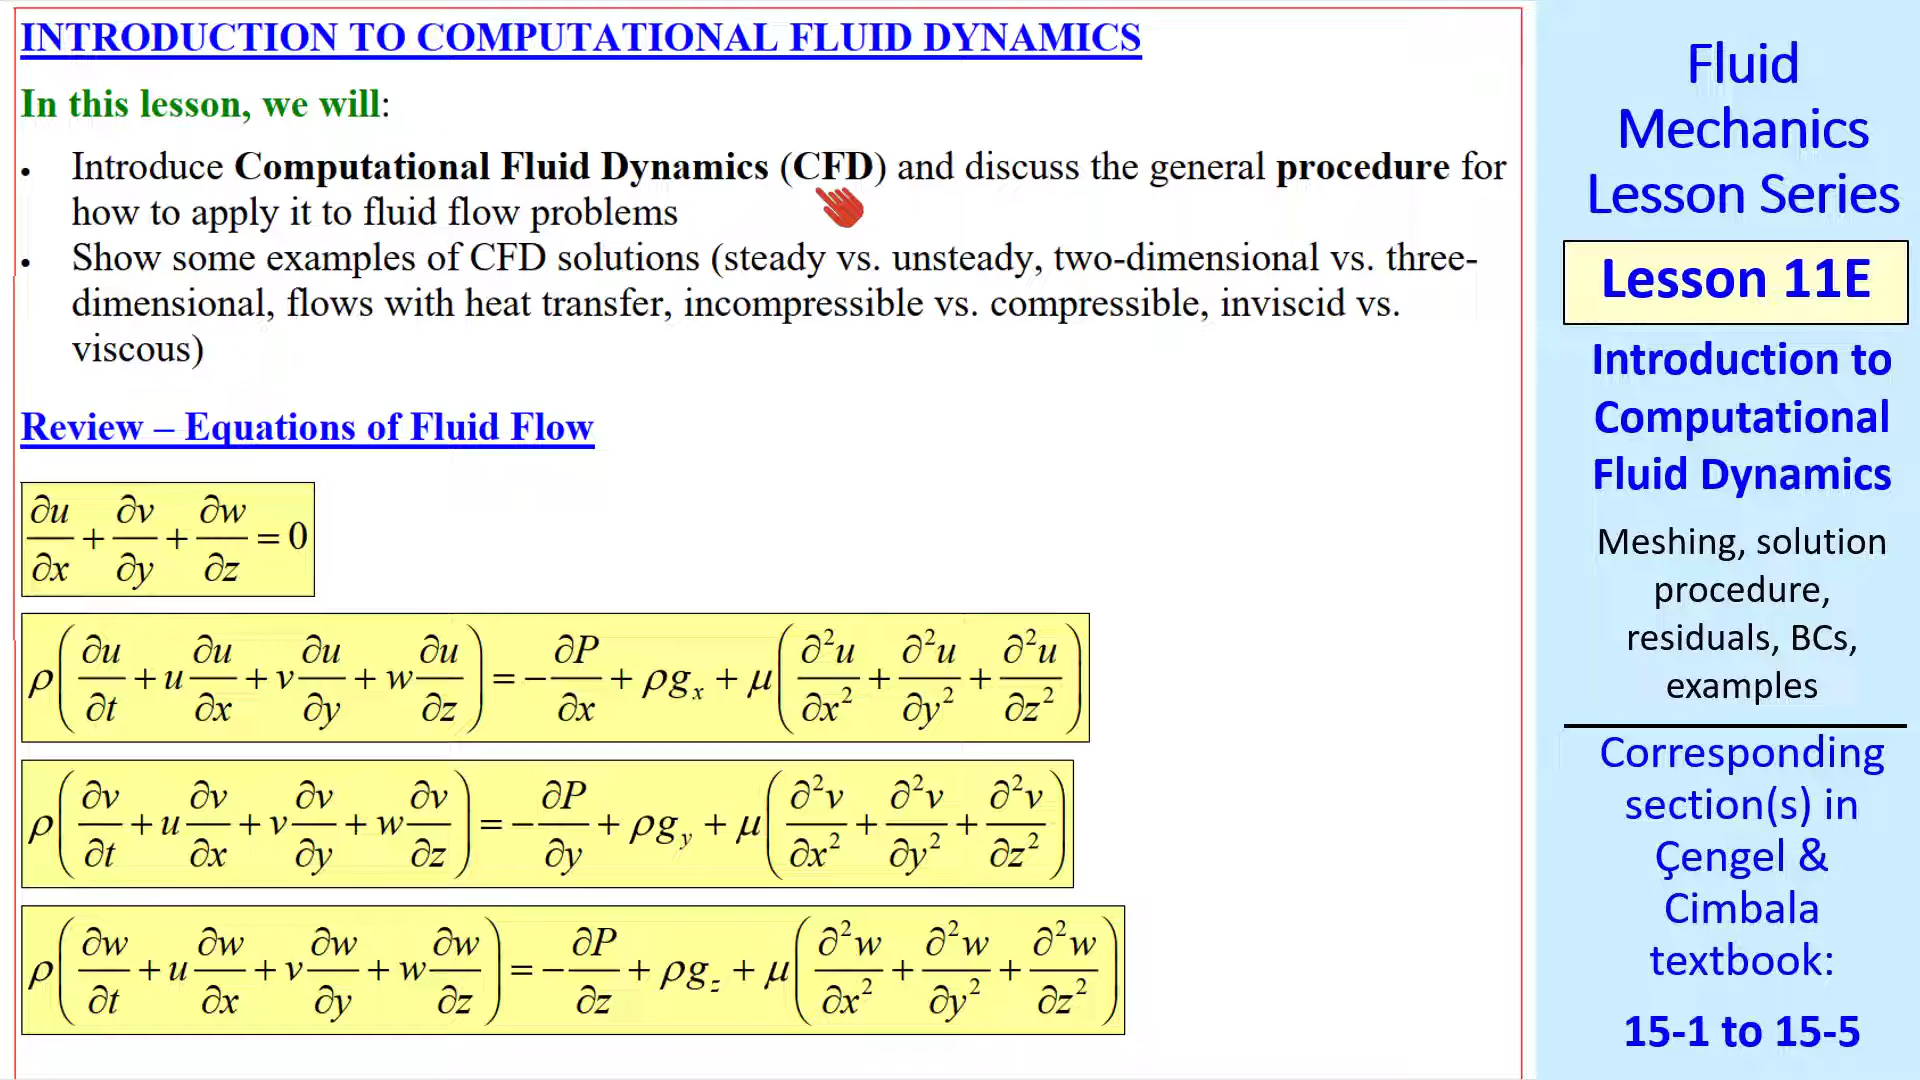 INTRODUCTION TO COMPUTATIONAL FLUID DYNAMICS
In this lesson, we will:
• Introduce Computational Fluid Dynamics (CFD) and discuss the general procedure for
how to apply it to fluid flow problems
• Show some examples of CFD solutions (steady vs. unsteady, two-dimensional vs. three-
dimensional, flows with heat transfer, incompressible vs. compressible, inviscid vs.
viscous)
Review – Equations of Fluid Flow
∂u/∂x + ∂v/∂y + ∂w/∂z = 0
ρ(∂u/∂t + u ∂u/∂x + v ∂u/∂y + w ∂u/∂z) = −∂P/∂x + ρgₓ + μ(∂²u/∂x² + ∂²u/∂y² + ∂²u/∂z²)
ρ(∂v/∂t + u ∂v/∂x + v ∂v/∂y + w ∂v/∂z) = −∂P/∂y + ρg_y + μ(∂²v/∂x² + ∂²v/∂y² + ∂²v/∂z²)
ρ(∂w/∂t + u ∂w/∂x + v ∂w/∂y + w ∂w/∂z) = −∂P/∂z + ρg_z + μ(∂²w/∂x² + ∂²w/∂y² + ∂²w/∂z²)
Fluid
Mechanics
Lesson Series
Lesson 11E
Introduction to
Computational
Fluid Dynamics
Meshing, solution
procedure,
residuals, BCs,
examples
Corresponding
section(s) in
Çengel &
Cimbala
textbook:
15-1 to 15-5